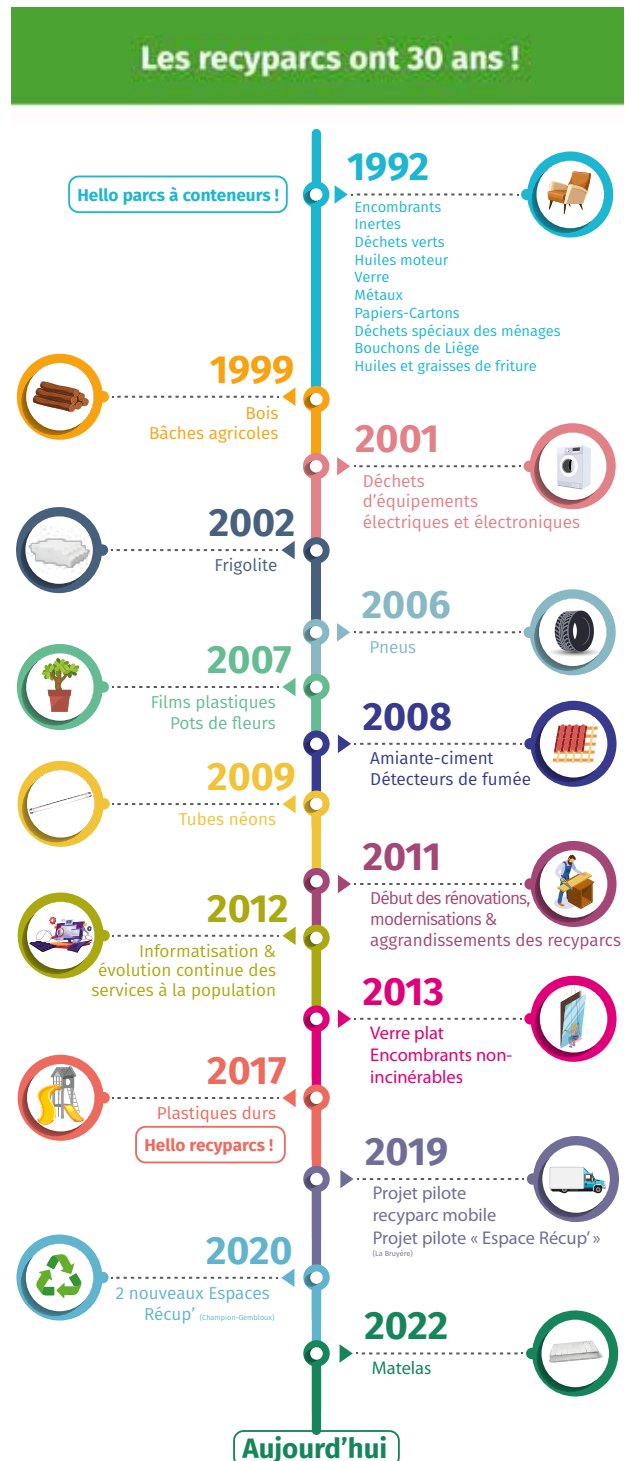 Les recyparcs ont 30 ans !
Hello parcs à conteneurs !
1992
Encombrants
Inertes
Déchets verts
Huiles moteur
Verre
Métaux
Papiers-Cartons
Déchets spéciaux des ménages
Bouchons de Liège
Huiles et graisses de friture
1999
Bois
Bâches agricoles
2001
Déchets
d'équipements
électriques et électroniques
2002
Frigolite
2006
Pneus
2007
Films plastiques
Pots de fleurs
2008
Amiante-ciment
Détecteurs de fumée
2009
Tubes néons
2011
Début des rénovations,
modernisations &
aggrandissements des recyparcs
2012
Informatisation &
évolution continue des
services à la population
2013
Verre plat
Encombrants non-
incinérables
2017
Plastiques durs
Hello recyparcs !
2019
Projet pilote
recyparc mobile
Projet pilote « Espace Récup' »
(La Bruyère)
2020
2 nouveaux Espaces
Récup' (Champion-Gembloux)
2022
Matelas
Aujourd'hui